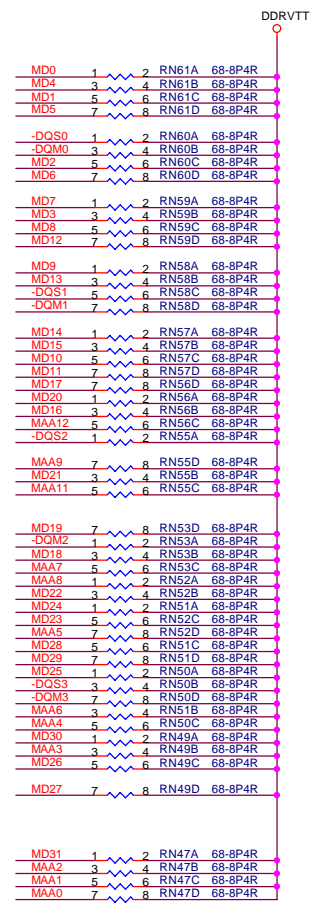 DDRVTT
MD0 1 2 RN61A 68-8P4R
MD4 3 4 RN61B 68-8P4R
MD1 5 6 RN61C 68-8P4R
MD5 7 8 RN61D 68-8P4R
-DQS0 1 2 RN60A 68-8P4R
-DQM0 3 4 RN60B 68-8P4R
MD2 5 6 RN60C 68-8P4R
MD6 7 8 RN60D 68-8P4R
MD7 1 2 RN59A 68-8P4R
MD3 3 4 RN59B 68-8P4R
MD8 5 6 RN59C 68-8P4R
MD12 7 8 RN59D 68-8P4R
MD9 1 2 RN58A 68-8P4R
MD13 3 4 RN58B 68-8P4R
-DQS1 5 6 RN58C 68-8P4R
-DQM1 7 8 RN58D 68-8P4R
MD14 1 2 RN57A 68-8P4R
MD15 3 4 RN57B 68-8P4R
MD10 5 6 RN57C 68-8P4R
MD11 7 8 RN57D 68-8P4R
MD17 7 8 RN56D 68-8P4R
MD20 1 2 RN56A 68-8P4R
MD16 3 4 RN56B 68-8P4R
MAA12 5 6 RN56C 68-8P4R
-DQS2 1 2 RN55A 68-8P4R
MAA9 7 8 RN55D 68-8P4R
MD21 3 4 RN55B 68-8P4R
MAA11 5 6 RN55C 68-8P4R
MD19 7 8 RN53D 68-8P4R
-DQM2 1 2 RN53A 68-8P4R
MD18 3 4 RN53B 68-8P4R
MAA7 5 6 RN53C 68-8P4R
MAA8 1 2 RN52A 68-8P4R
MD22 3 4 RN52B 68-8P4R
MD24 1 2 RN51A 68-8P4R
MD23 5 6 RN52C 68-8P4R
MAA5 7 8 RN52D 68-8P4R
MD28 5 6 RN51C 68-8P4R
MD29 7 8 RN51D 68-8P4R
MD25 1 2 RN50A 68-8P4R
-DQS3 3 4 RN50B 68-8P4R
-DQM3 7 8 RN50D 68-8P4R
MAA6 3 4 RN51B 68-8P4R
MAA4 5 6 RN50C 68-8P4R
MD30 1 2 RN49A 68-8P4R
MAA3 3 4 RN49B 68-8P4R
MD26 5 6 RN49C 68-8P4R
MD27 7 8 RN49D 68-8P4R
MD31 1 2 RN47A 68-8P4R
MAA2 3 4 RN47B 68-8P4R
MAA1 5 6 RN47C 68-8P4R
MAA0 7 8 RN47D 68-8P4R